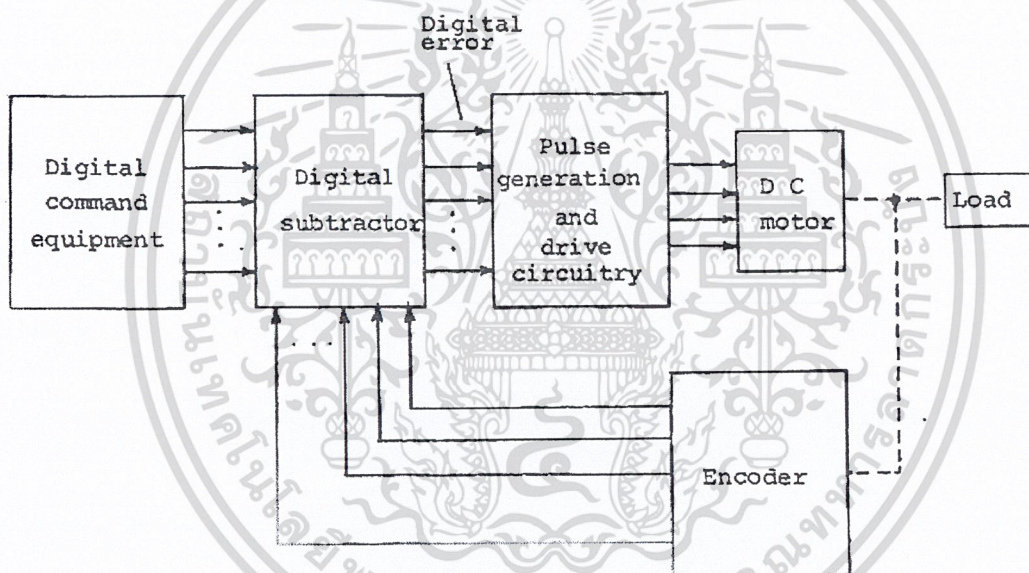 Digital
error
Digital
command
equipment
Digital
subtractor
Pulse
generation
and
drive
circuitry
D C
motor
Load
Encoder